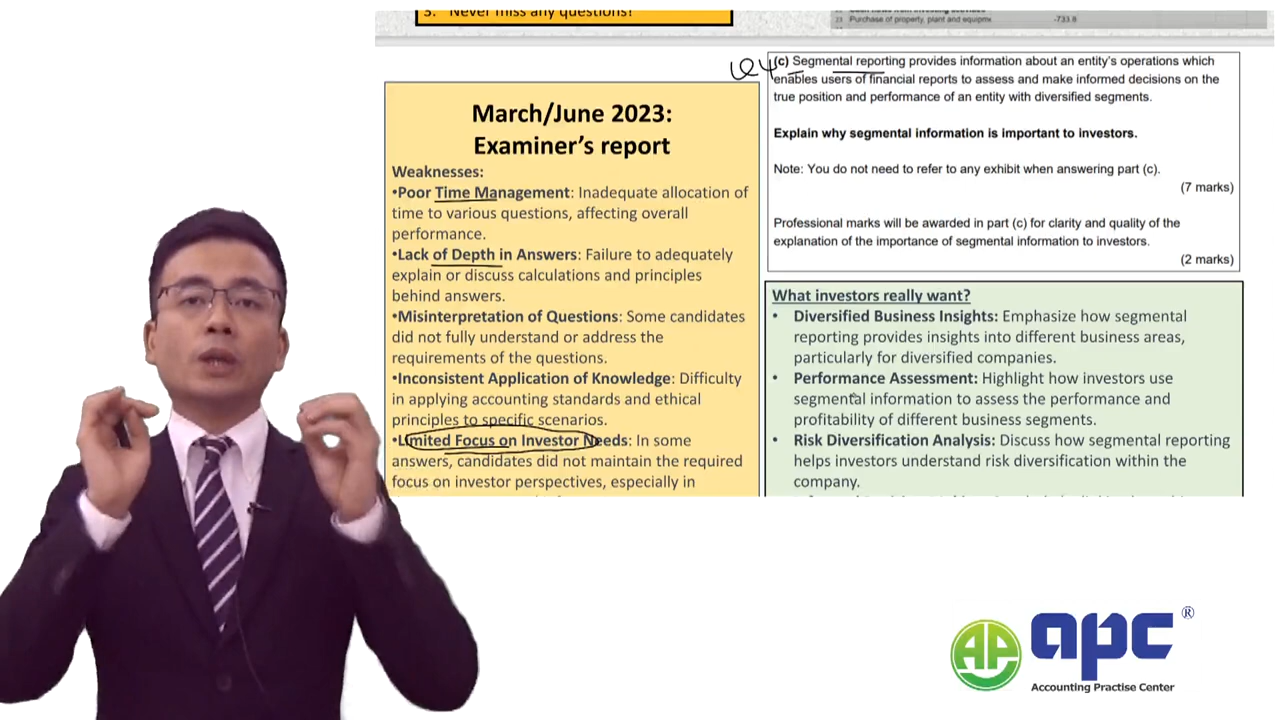 3. Never miss any questions!
23 Purchase of property, plant and equipme -733.8
Q4
(c) Segmental reporting provides information about an entity's operations which
enables users of financial reports to assess and make informed decisions on the
true position and performance of an entity with diversified segments.
Explain why segmental information is important to investors.
Note: You do not need to refer to any exhibit when answering part (c).
(7 marks)
Professional marks will be awarded in part (c) for clarity and quality of the
explanation of the importance of segmental information to investors.
(2 marks)
March/June 2023:
Examiner's report
Weaknesses:
•Poor Time Management: Inadequate allocation of
time to various questions, affecting overall
performance.
•Lack of Depth in Answers: Failure to adequately
explain or discuss calculations and principles
behind answers.
•Misinterpretation of Questions: Some candidates
did not fully understand or address the
requirements of the questions.
•Inconsistent Application of Knowledge: Difficulty
in applying accounting standards and ethical
principles to specific scenarios.
•Limited Focus on Investor Needs: In some
answers, candidates did not maintain the required
focus on investor perspectives, especially in
What investors really want?
• Diversified Business Insights: Emphasize how segmental
reporting provides insights into different business areas,
particularly for diversified companies.
• Performance Assessment: Highlight how investors use
segmental information to assess the performance and
profitability of different business segments.
• Risk Diversification Analysis: Discuss how segmental reporting
helps investors understand risk diversification within the
company.
AP
apc®
Accounting Practise Center